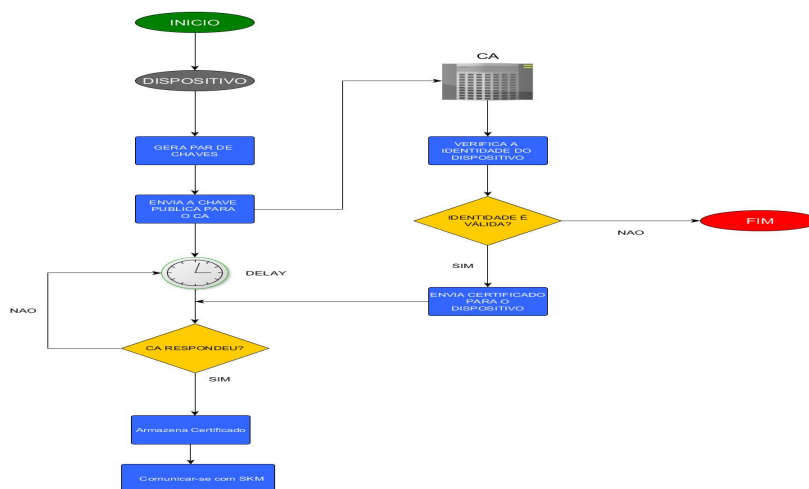 INICIO
DISPOSITIVO
GERA PAR DE
CHAVES
ENVIA A CHAVE
PUBLICA PARA
O CA
DELAY
NAO
CA RESPONDEU?
SIM
Armazena Certificado
Comunicar-se com SKM
CA
VERIFICA A
IDENTIDADE DO
DISPOSITIVO
IDENTIDADE É
VÁLIDA?
NAO
FIM
SIM
ENVIA CERTIFICADO
PARA O
DISPOSITIVO